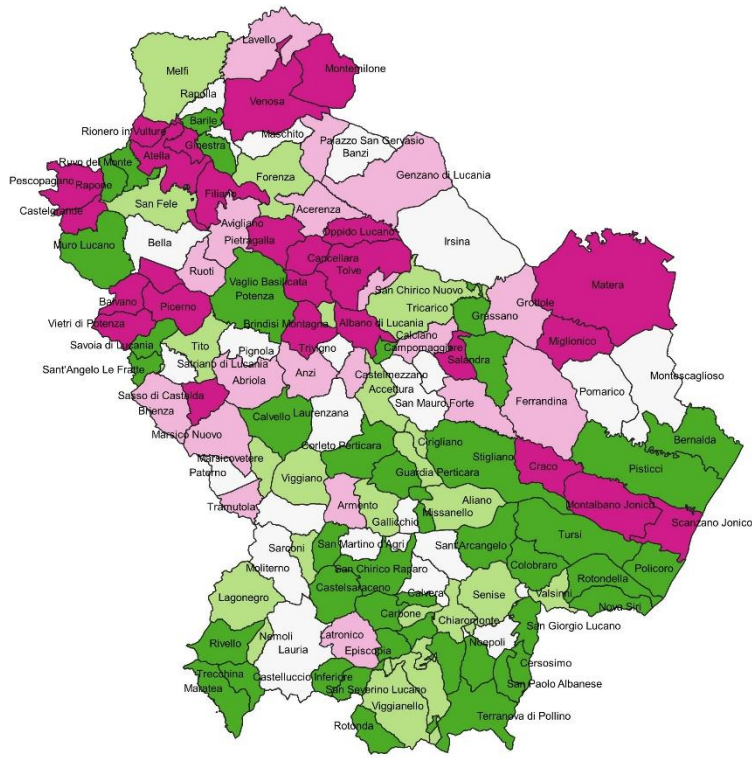 Lavello
Melfi
Montemilone
Rapolla
Venosa
Barile
Rionero in Vulture
Maschito
Palazzo San Gervasio
Ginestra
Banzi
Atella
Ruvo del Monte
Genzano di Lucania
Forenza
Pescopagano
Rapone
Filiano
San Fele
Castelgrande
Acerenza
Avigliano
Oppido Lucano
Muro Lucano
Bella
Pietragalla
Irsina
Cancellara
Ruoti
Tolve
Vaglio Basilicata
San Chirico Nuovo
Matera
Potenza
Balvano
Picerno
Tricarico
Grottole
Grassano
Vietri di Potenza
Brindisi Montagna
Albano di Lucania
Savoia di Lucania
Calciano
Miglionico
Tito
Pignola
Trivigno
Campomaggiore
Salandra
Satriano di Lucania
Sant'Angelo Le Fratte
Castelmezzano
Montescaglioso
Abriola
Anzi
Accettura
Pomarico
Sasso di Castalda
Ferrandina
San Mauro Forte
Brienza
Calvello
Laurenzana
Marsico Nuovo
Bernalda
Cirigliano
Corleto Perticara
Stigliano
Marsicovetere
Craco
Pisticci
Paterno
Viggiano
Guardia Perticara
Aliano
Tramutola
Armento
Montalbano Jonico
Missanello
Gallicchio
Scanzano Jonico
Tursi
Sarconi
San Martino d'Agri
Sant'Arcangelo
Moliterno
San Chirico Raparo
Colobraro
Policoro
Rotondella
Castelsaraceno
Calvera
Senise
Valsinni
Lagonegro
Nova Siri
Carbone
Chiaromonte
San Giorgio Lucano
Nemoli
Latronico
Rivello
Noepoli
Lauria
Episcopia
Cersosimo
Trecchina
Castelluccio Inferiore
San Paolo Albanese
Maratea
San Severino Lucano
Viggianello
Terranova di Pollino
Rotonda